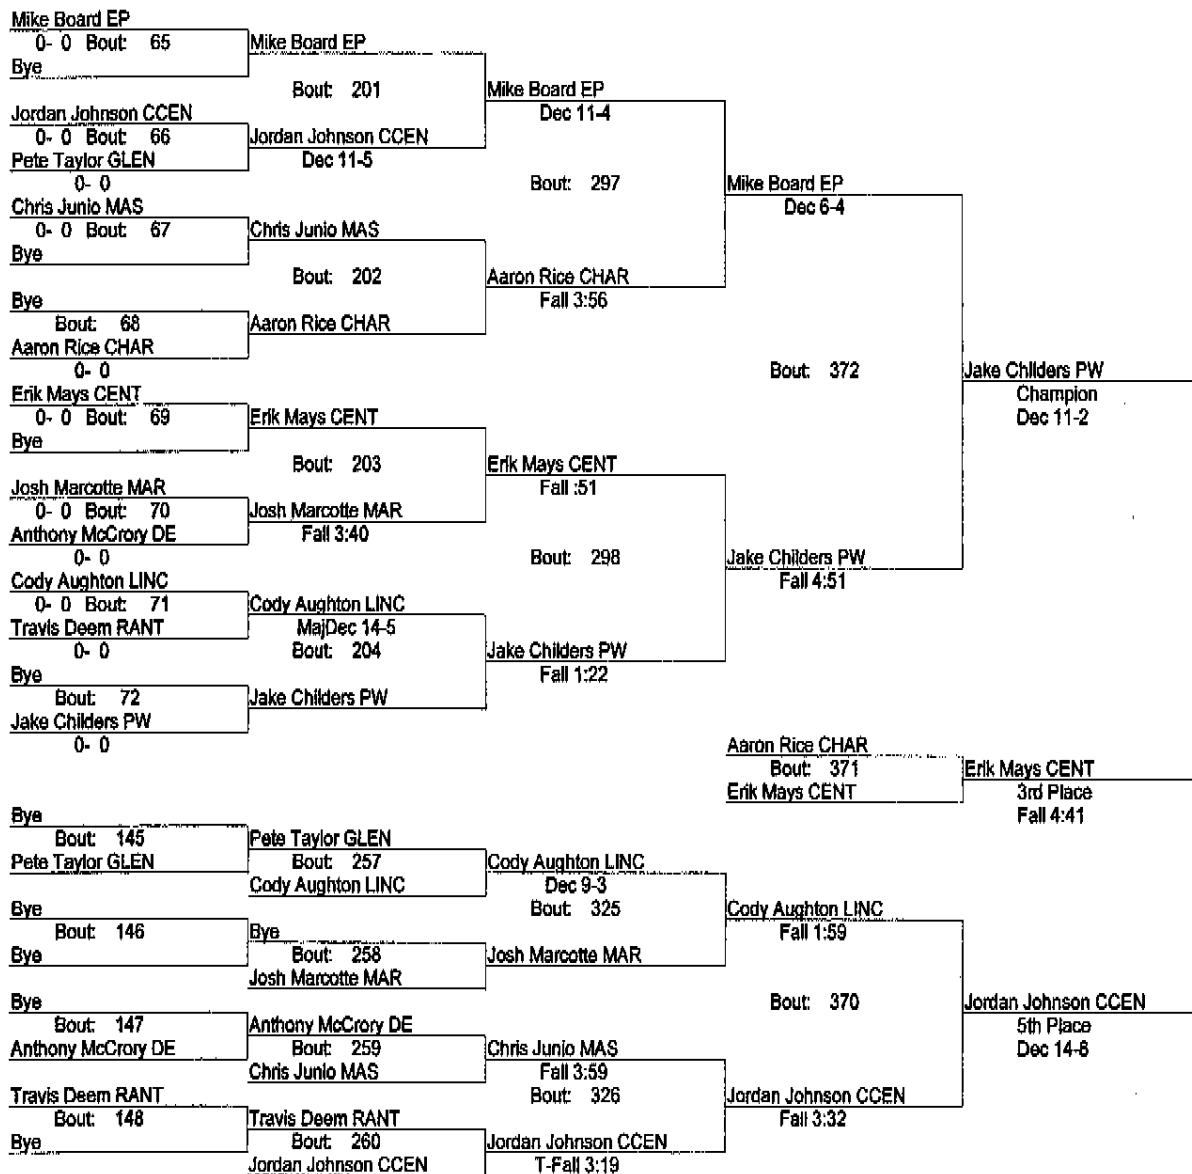 Mike Board EP
0- 0 Bout: 65
Bye
Mike Board EP
Bout: 201
Jordan Johnson CCEN
0- 0 Bout: 66
Pete Taylor GLEN
0- 0
Jordan Johnson CCEN
Dec 11-5
Mike Board EP
Dec 11-4
Bout: 297
Chris Junio MAS
0- 0 Bout: 67
Bye
Chris Junio MAS
Bout: 202
Bye
Bout: 68
Aaron Rice CHAR
0- 0
Aaron Rice CHAR
Aaron Rice CHAR
Fall 3:56
Mike Board EP
Dec 6-4
Bout: 372
Erik Mays CENT
0- 0 Bout: 69
Bye
Erik Mays CENT
Bout: 203
Josh Marcotte MAR
0- 0 Bout: 70
Anthony McCrory DE
0- 0
Josh Marcotte MAR
Fall 3:40
Erik Mays CENT
Fall :51
Bout: 298
Cody Aughton LINC
0- 0 Bout: 71
Travis Deem RANT
0- 0
Cody Aughton LINC
MajDec 14-5
Bout: 204
Bye
Bout: 72
Jake Childers PW
0- 0
Jake Childers PW
Jake Childers PW
Fall 1:22
Jake Childers PW
Fall 4:51
Jake Childers PW
Champion
Dec 11-2
Aaron Rice CHAR
Bout: 371
Erik Mays CENT
Erik Mays CENT
3rd Place
Fall 4:41
Bye
Bout: 145
Pete Taylor GLEN
Pete Taylor GLEN
Bout: 257
Cody Aughton LINC
Cody Aughton LINC
Dec 9-3
Bout: 325
Bye
Bout: 146
Bye
Bye
Bout: 258
Josh Marcotte MAR
Josh Marcotte MAR
Cody Aughton LINC
Fall 1:59
Bout: 370
Bye
Bout: 147
Anthony McCrory DE
Anthony McCrory DE
Bout: 259
Chris Junio MAS
Chris Junio MAS
Fall 3:59
Bout: 326
Travis Deem RANT
Bout: 148
Bye
Travis Deem RANT
Bout: 260
Jordan Johnson CCEN
Jordan Johnson CCEN
T-Fall 3:19
Jordan Johnson CCEN
Fall 3:32
Jordan Johnson CCEN
5th Place
Dec 14-8